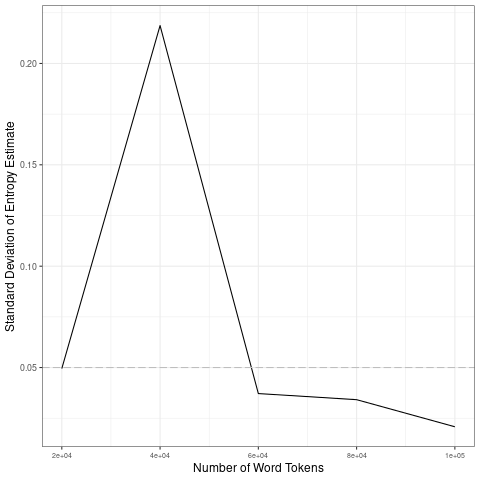 Standard Deviation of Entropy Estimate
0.20
0.15
0.10
0.05
2e+04 4e+04 6e+04 8e+04 1e+05
Number of Word Tokens